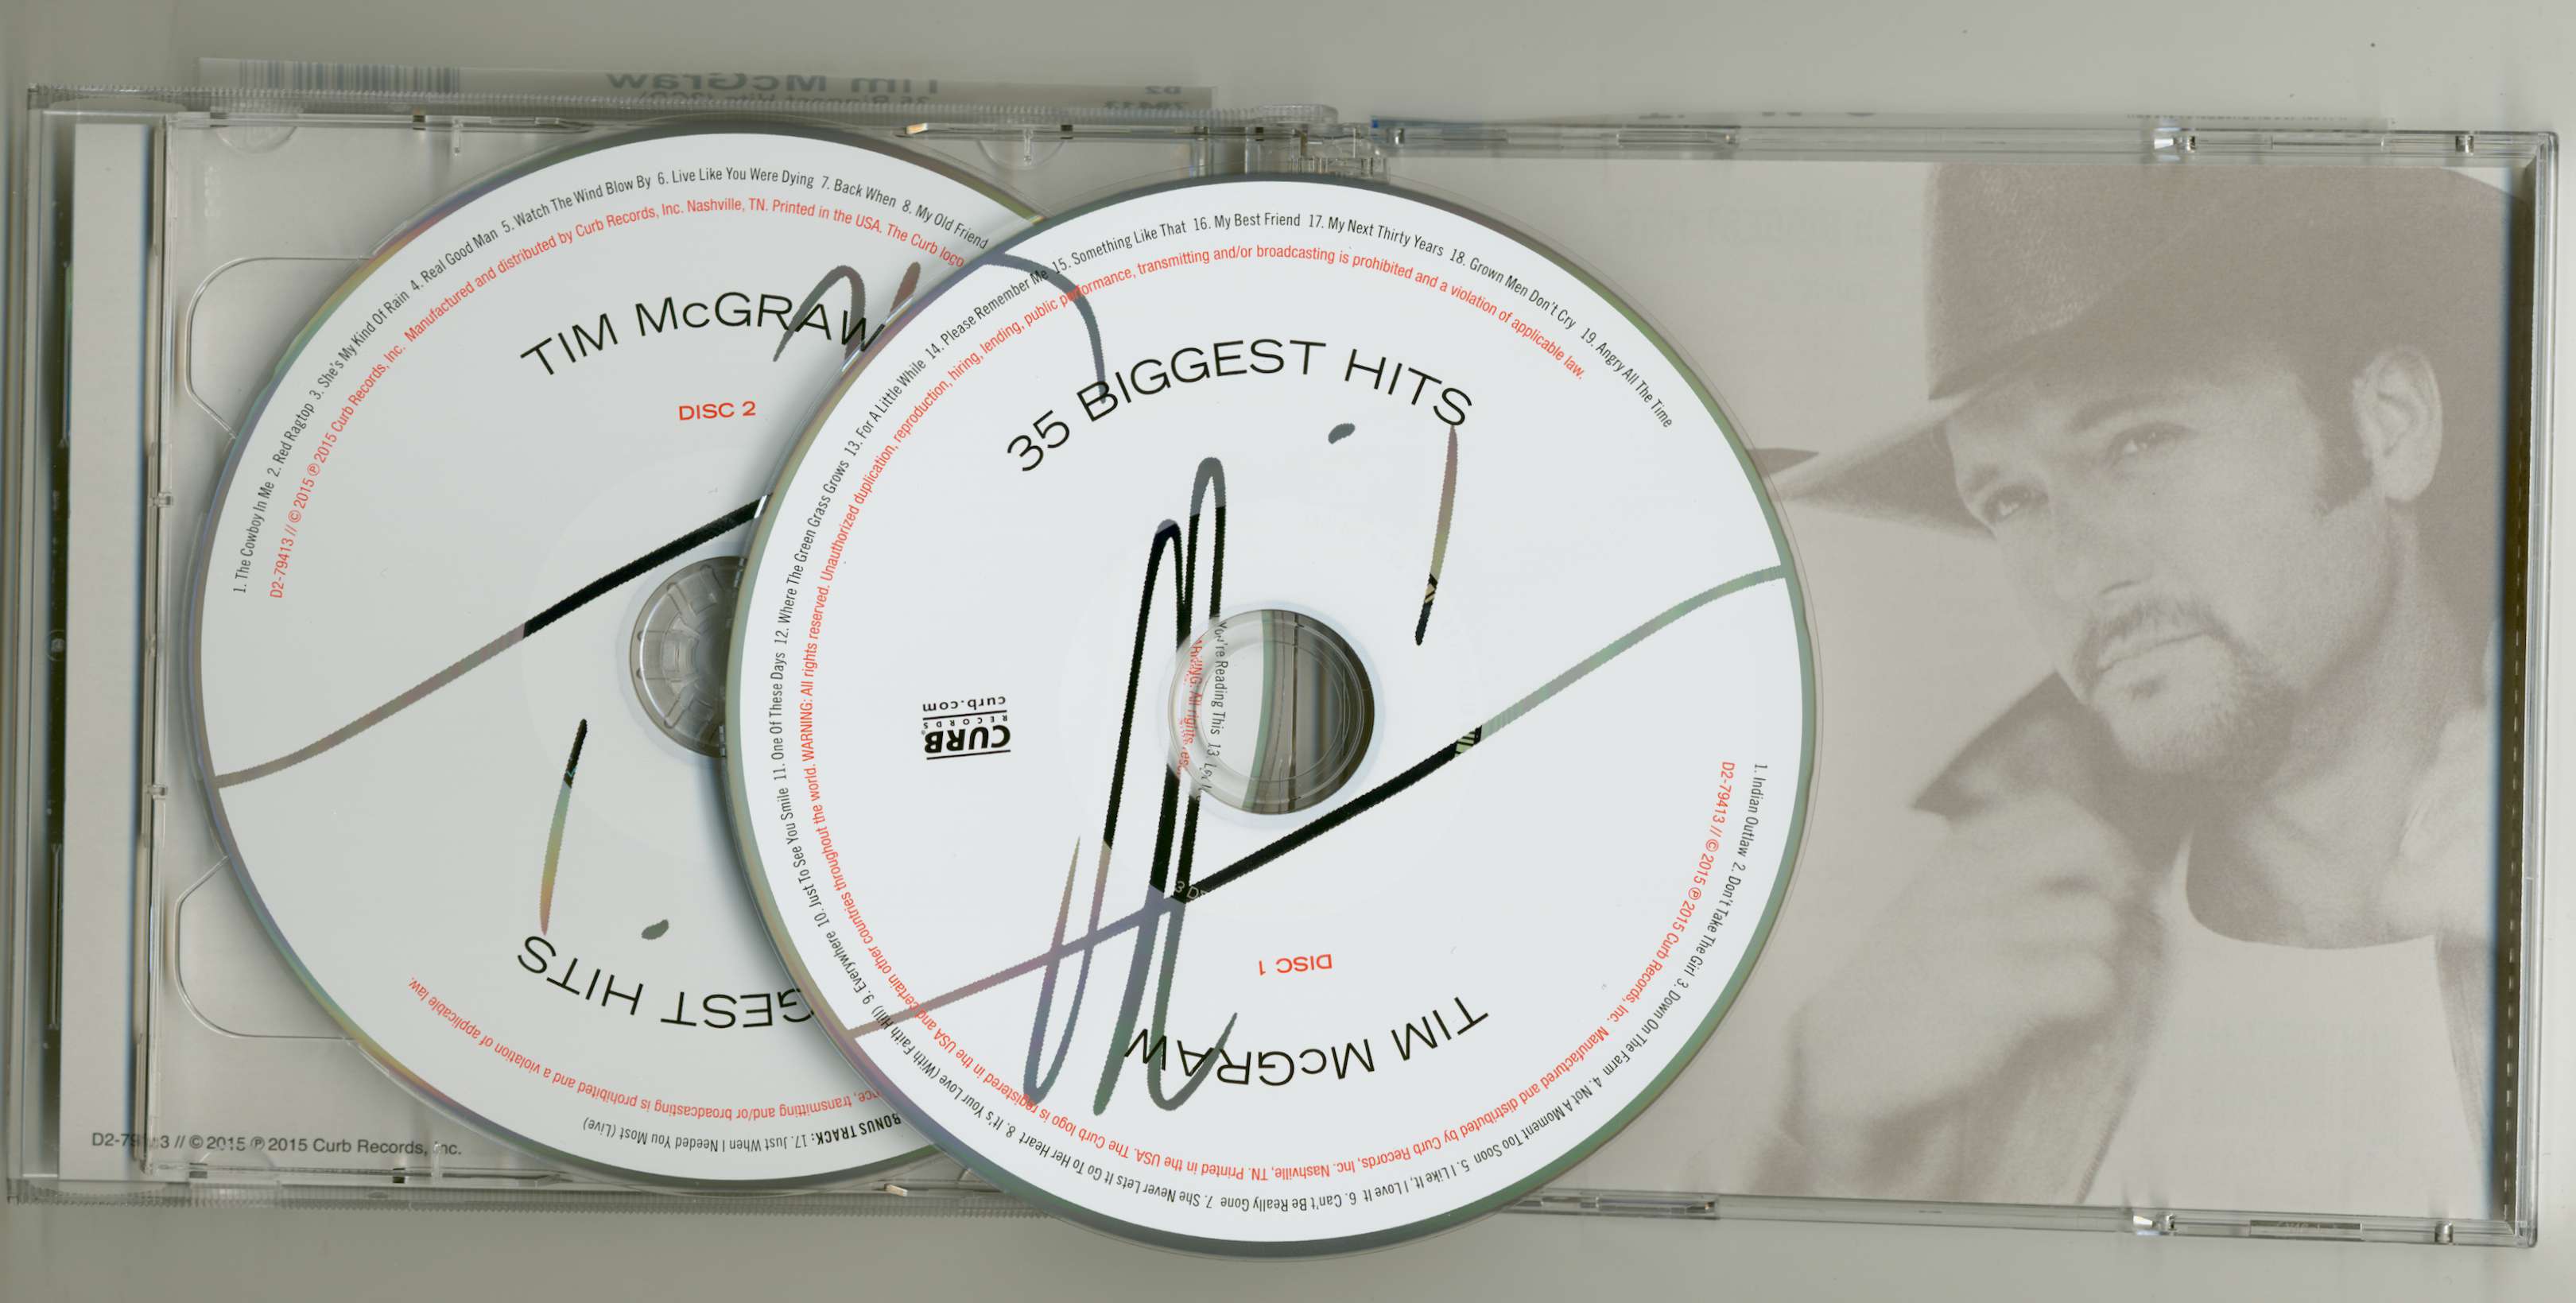 Tim McGraw
D2
1. The Cowboy In Me 2. Red Ragtop 3. She's My Kind Of Rain 4. Real Good Man 5. Watch The Wind Blow By 6. Live Like You Were Dying 7. Back When 8. My Old Friend
D2-79413 // © 2015 ℗ 2015 Curb Records, Inc. Manufactured and distributed by Curb Records, Inc. Nashville, TN. Printed in the USA. The Curb logo
TIM McGRAW
DISC 2
GEST HITS
transmitting and/or broadcasting is prohibited and a violation of applicable law.
BONUS TRACK: 17. Just When I Needed You Most (Live)
D2-79 3 // © 2015 ℗ 2015 Curb Records, Inc.
35 BIGGEST HITS
CURB
RECORDS
curb.com
You're Reading This 13.
DISC 1
TIM McGRAW
1. Indian Outlaw 2. Don't Take The Girl 3. Down On The Farm 4. Not A Moment Too Soon 5. I Like It, I Love It 6. Can't Be Really Gone 7. She Never Lets It Go To Her Heart 8. It's Your Love (With Faith Hill) 9. Everywhere 10. Just To See You Smile 11. One Of These Days 12. Where The Green Grass Grows 13. For A Little While 14. Please Remember Me 15. Something Like That 16. My Best Friend 17. My Next Thirty Years 18. Grown Men Don't Cry 19. Angry All The Time
D2-79413 // © 2015 ℗ 2015 Curb Records, Inc. Manufactured and distributed by Curb Records, Inc. Nashville, TN. Printed in the USA. The Curb logo is registered in the USA and certain other countries throughout the world. WARNING: All rights reserved. Unauthorized duplication, reproduction, hiring, lending, public performance, transmitting and/or broadcasting is prohibited and a violation of applicable law.